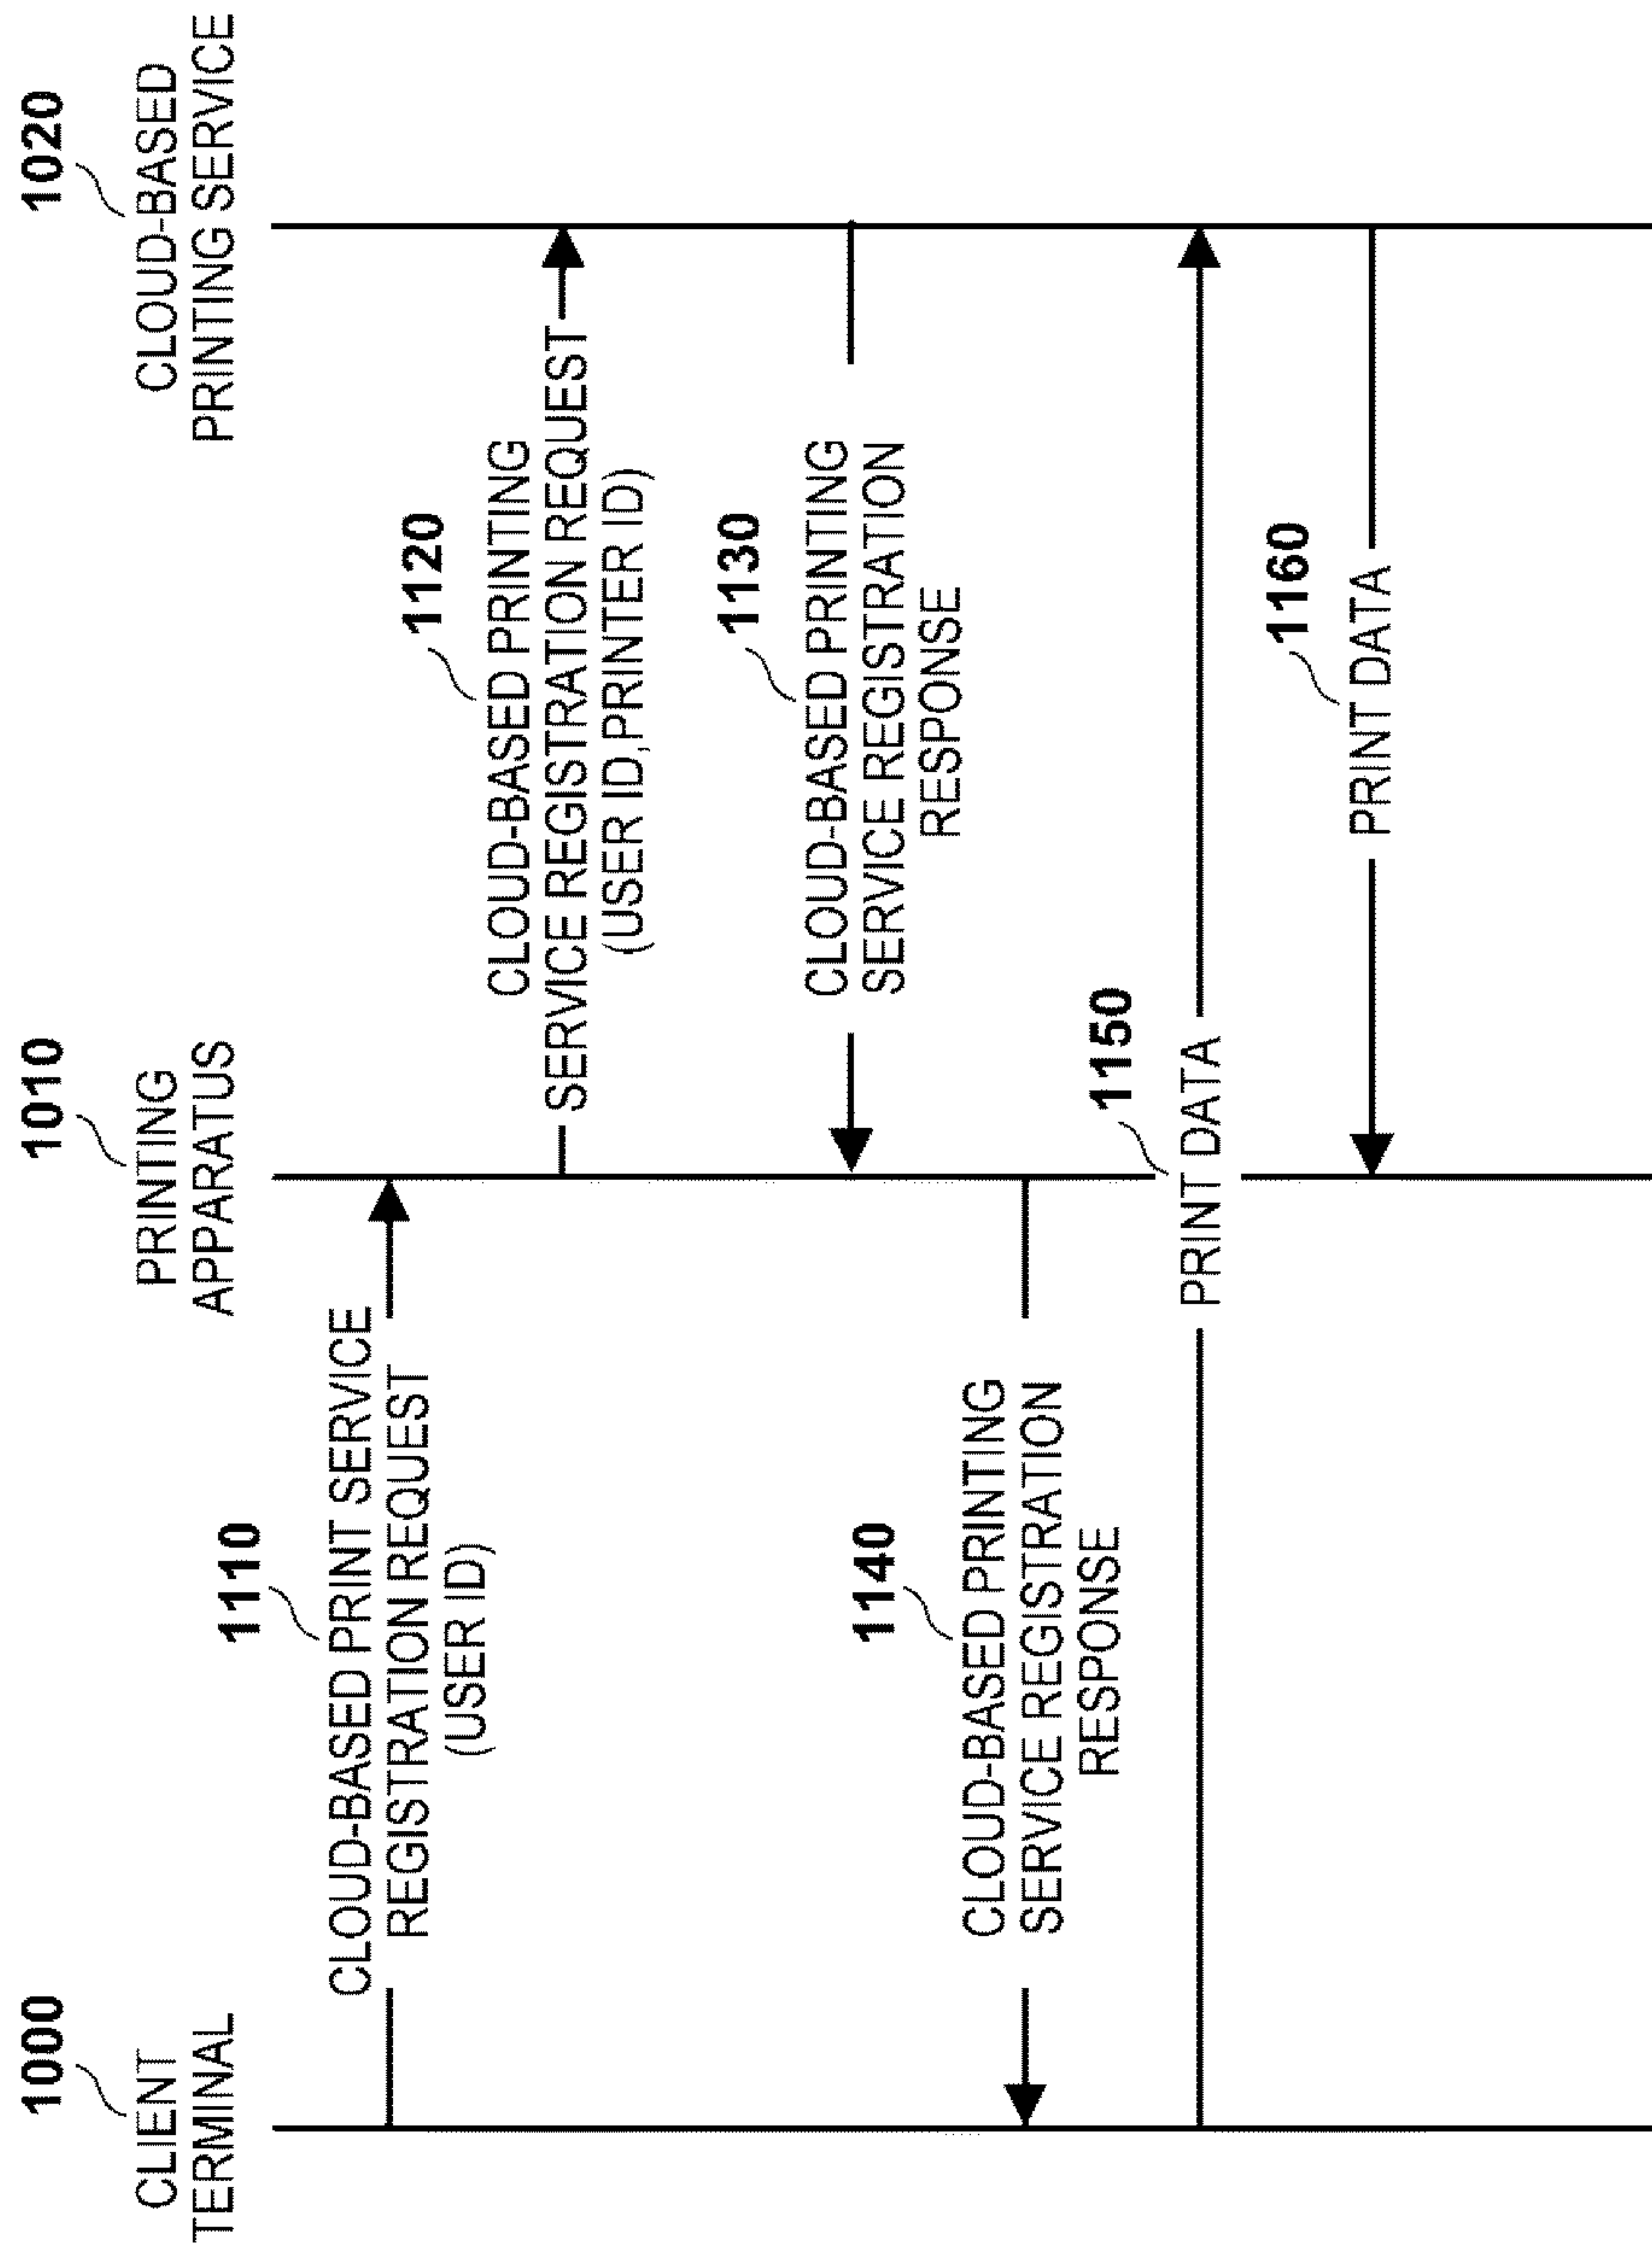 1000
CLIENT
TERMINAL
1010
PRINTING
APPARATUS
1020
CLOUD-BASED
PRINTING SERVICE
1110
CLOUD-BASED PRINT SERVICE
REGISTRATION REQUEST
(USER ID)
1120
CLOUD-BASED PRINTING
SERVICE REGISTRATION REQUEST
(USER ID,PRINTER ID)
1130
CLOUD-BASED PRINTING
SERVICE REGISTRATION
RESPONSE
1140
CLOUD-BASED PRINTING
SERVICE REGISTRATION
RESPONSE
1150
PRINT DATA
1160
PRINT DATA